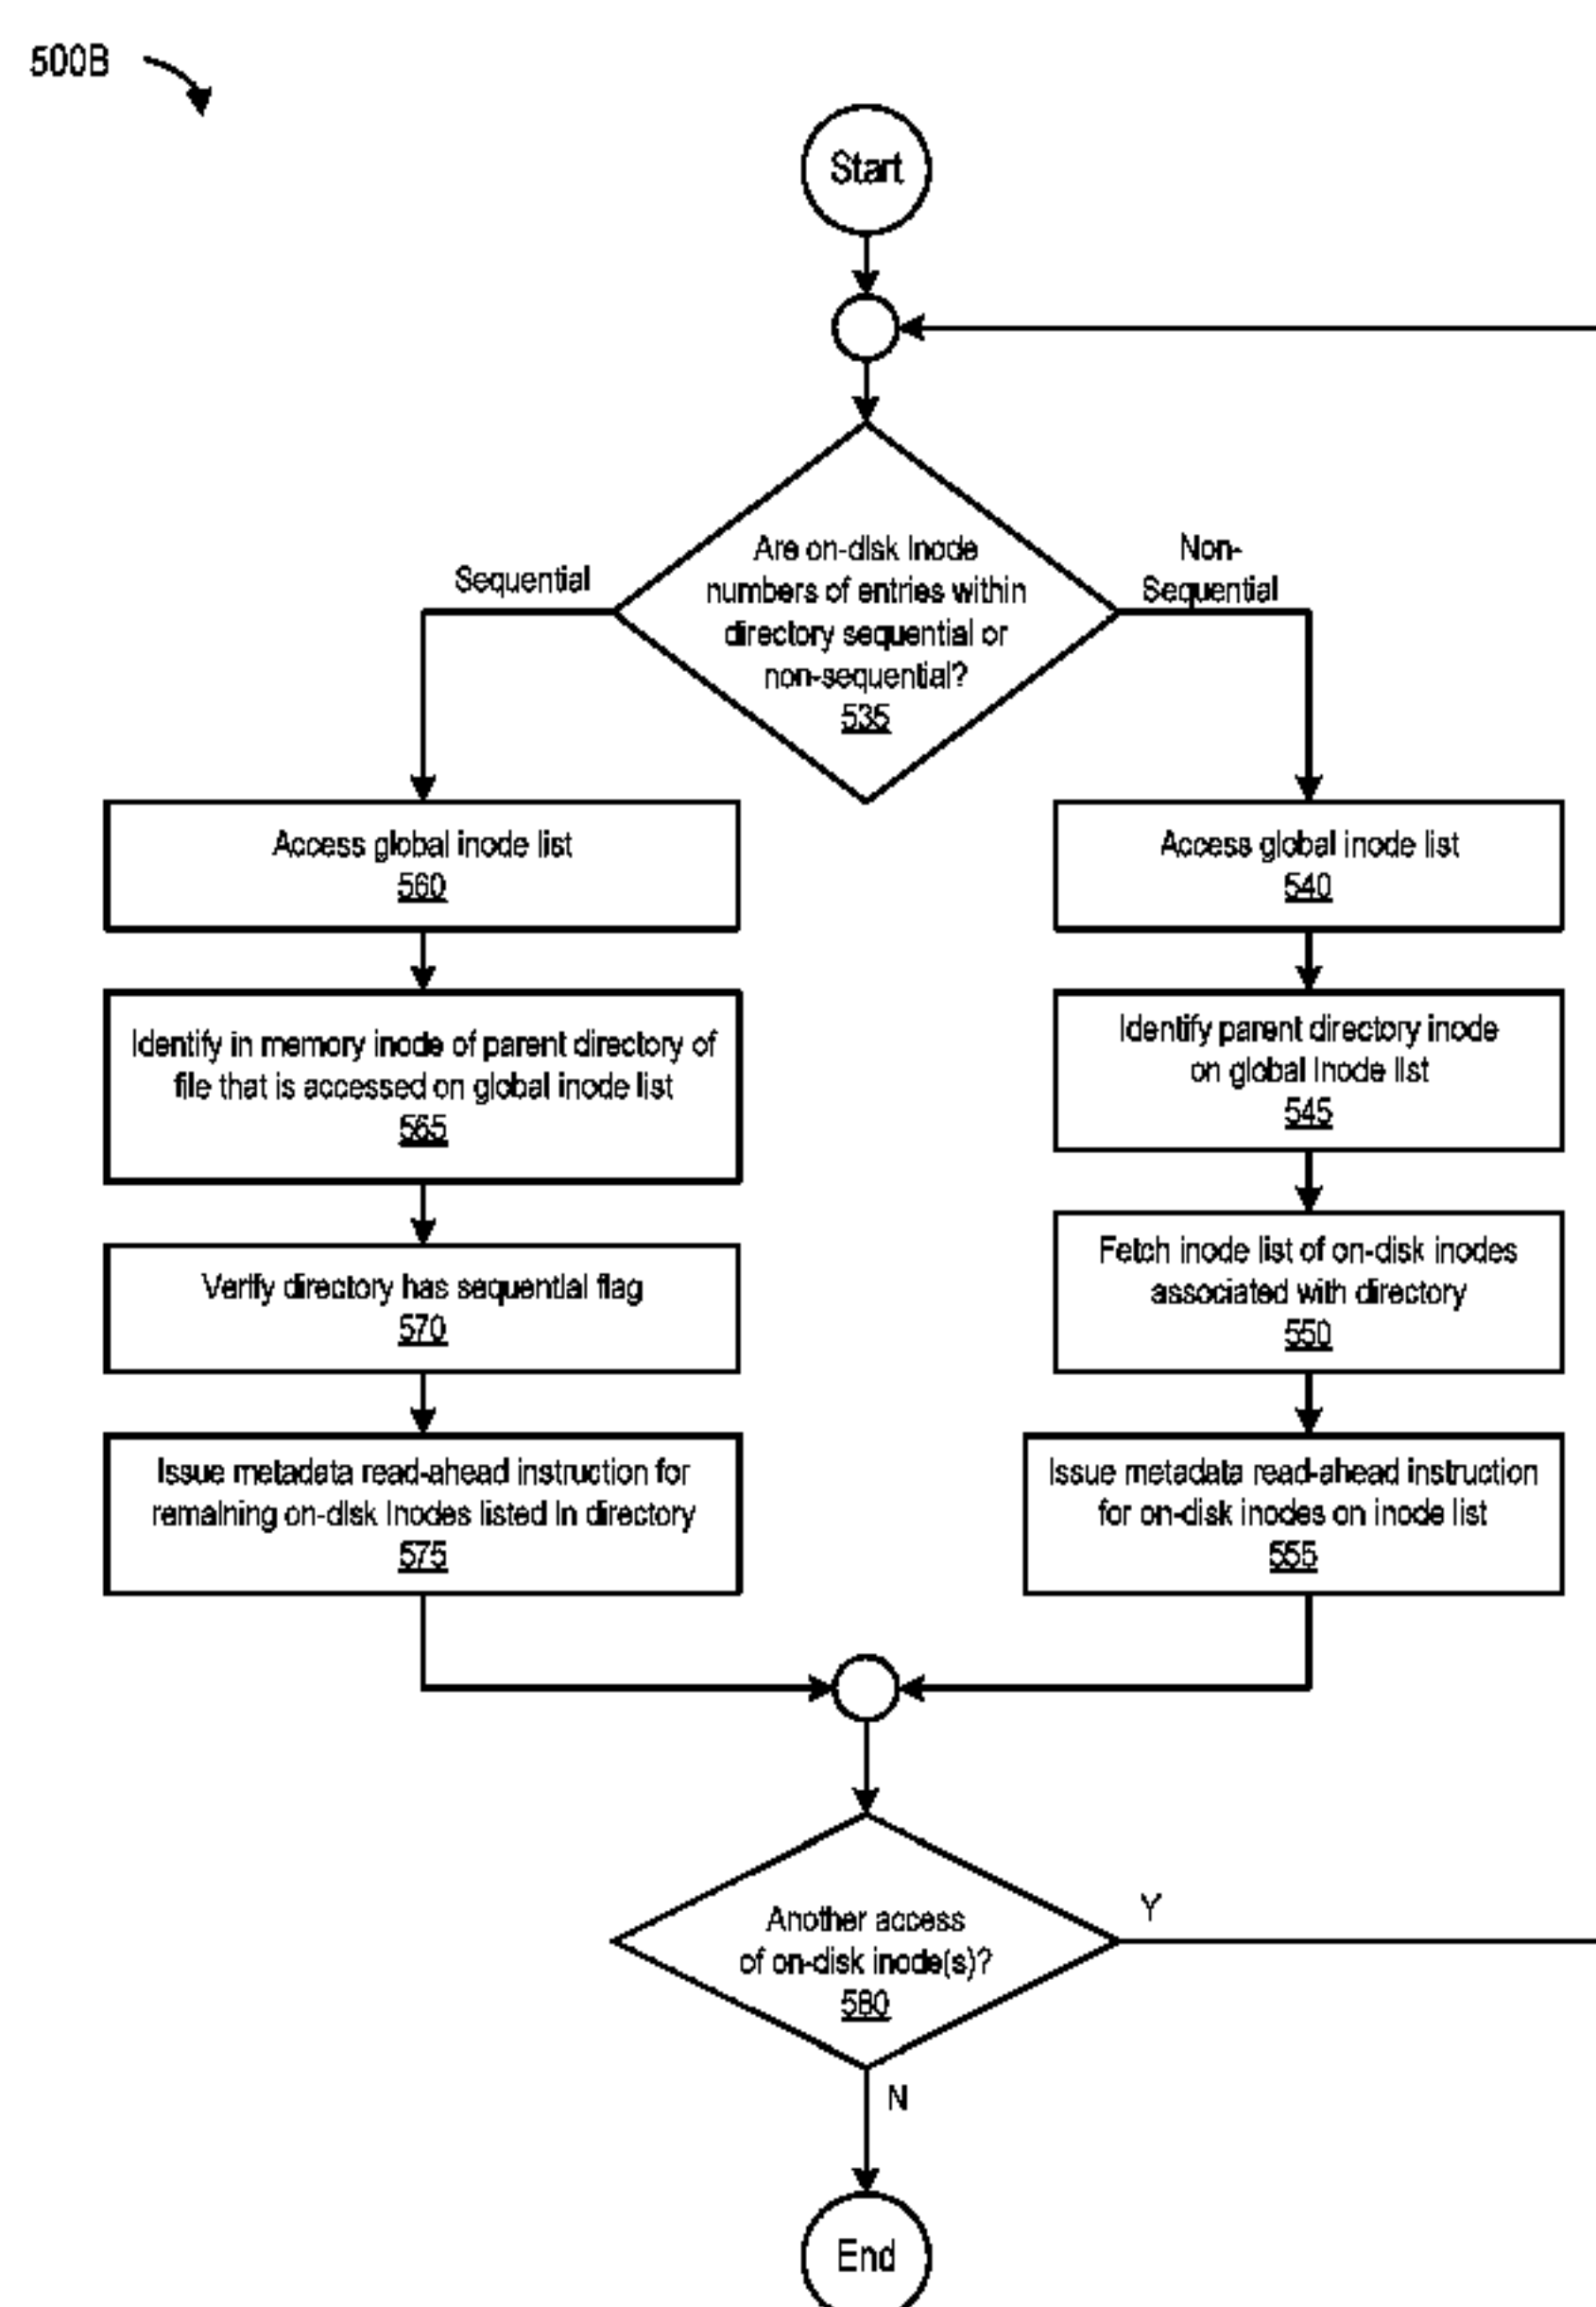 500B
Start
Are on-disk inode
numbers of entries within
directory sequential or
non-sequential?
535
Sequential
Non-
Sequential
Access global inode list
560
Access global inode list
540
Identify in memory inode of parent directory of
file that is accessed on global inode list
565
Identify parent directory inode
on global inode list
545
Verify directory has sequential flag
570
Fetch inode list of on-disk inodes
associated with directory
550
Issue metadata read-ahead instruction for
remaining on-disk inodes listed in directory
575
Issue metadata read-ahead instruction
for on-disk inodes on inode list
555
Another access
of on-disk inode(s)?
580
Y
N
End